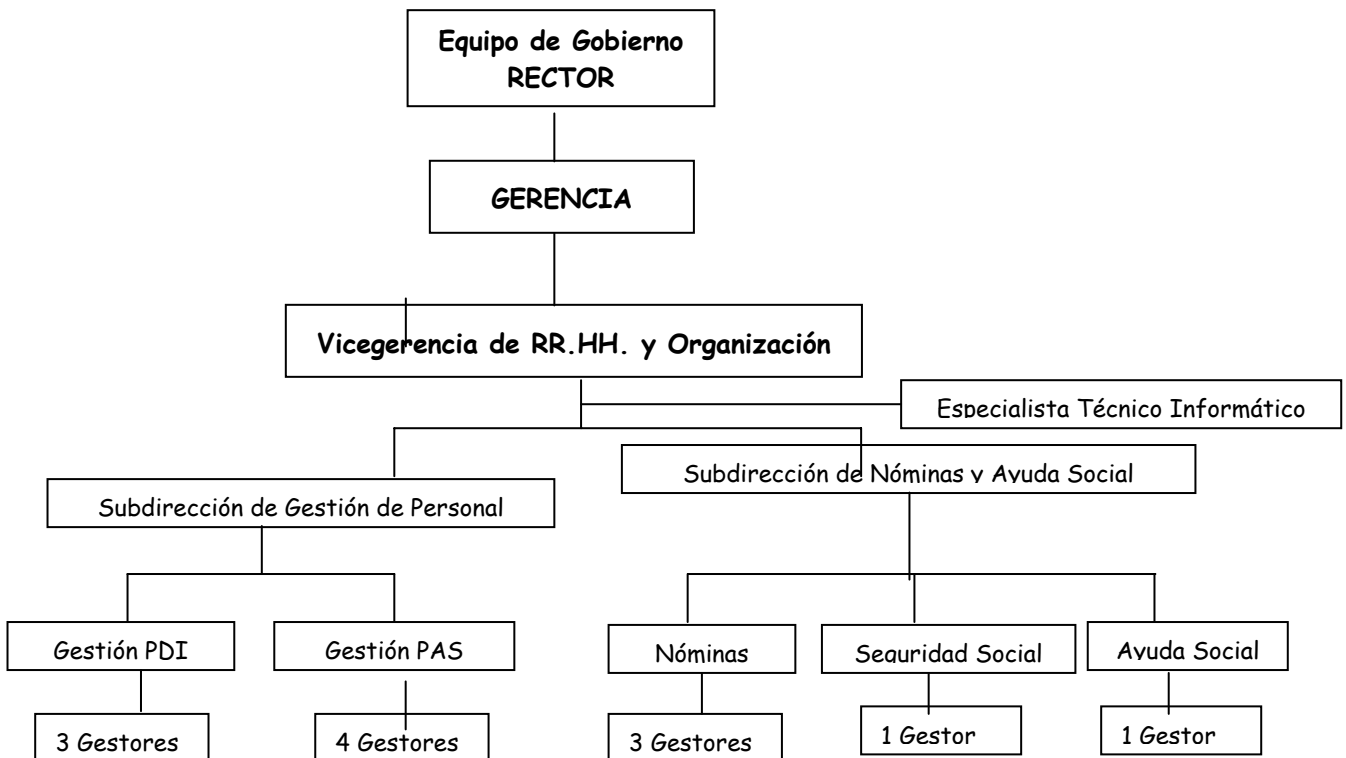 Equipo de Gobierno
RECTOR
GERENCIA
Vicegerencia de RR.HH. y Organización
Especialista Técnico Informático
Subdirección de Nóminas y Ayuda Social
Subdirección de Gestión de Personal
Gestión PDI
Gestión PAS
Nóminas
Seguridad Social
Ayuda Social
3 Gestores
4 Gestores
3 Gestores
1 Gestor
1 Gestor